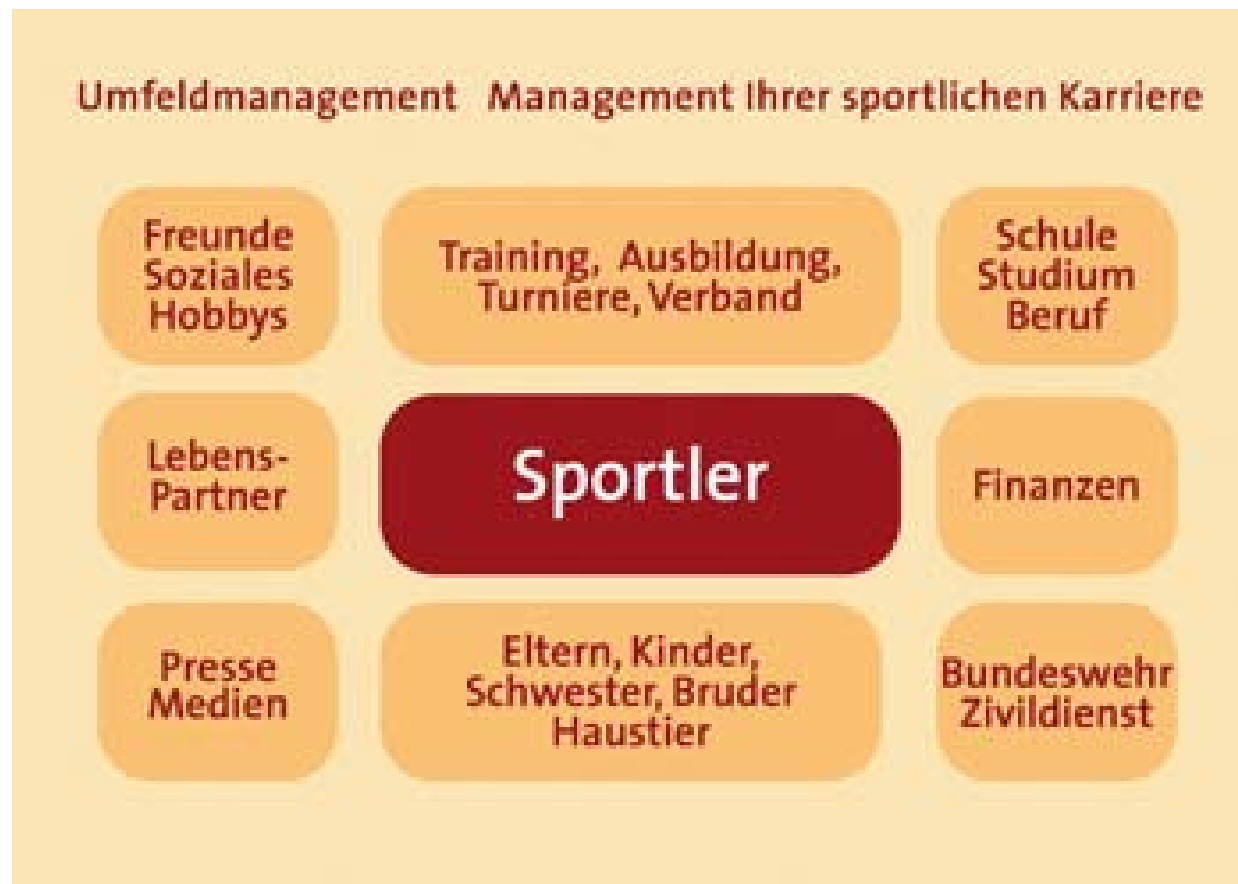 Umfeldmanagement Management Ihrer sportlichen Karriere
Freunde
Soziales
Hobbys
Training, Ausbildung,
Turniere, Verband
Schule
Studium
Beruf
Lebens-
Partner
Sportler
Finanzen
Presse
Medien
Eltern, Kinder,
Schwester, Bruder
Haustier
Bundeswehr
Zivildienst